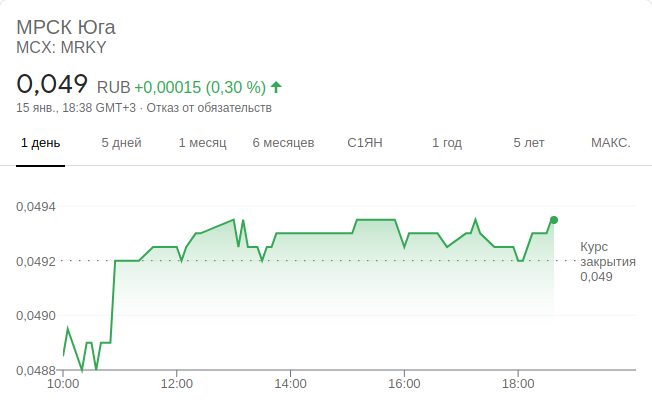 МРСК Юга
MCX: MRKY
0,049 RUB +0,00015 (0,30 %)
15 янв., 18:38 GMT+3 · Отказ от обязательств
1 день 5 дней 1 месяц 6 месяцев С1ЯН 1 год 5 лет МАКС.
0,0494
Курс
0,0492 закрытия
0,049
0,0490
0,0488
10:00 12:00 14:00 16:00 18:00